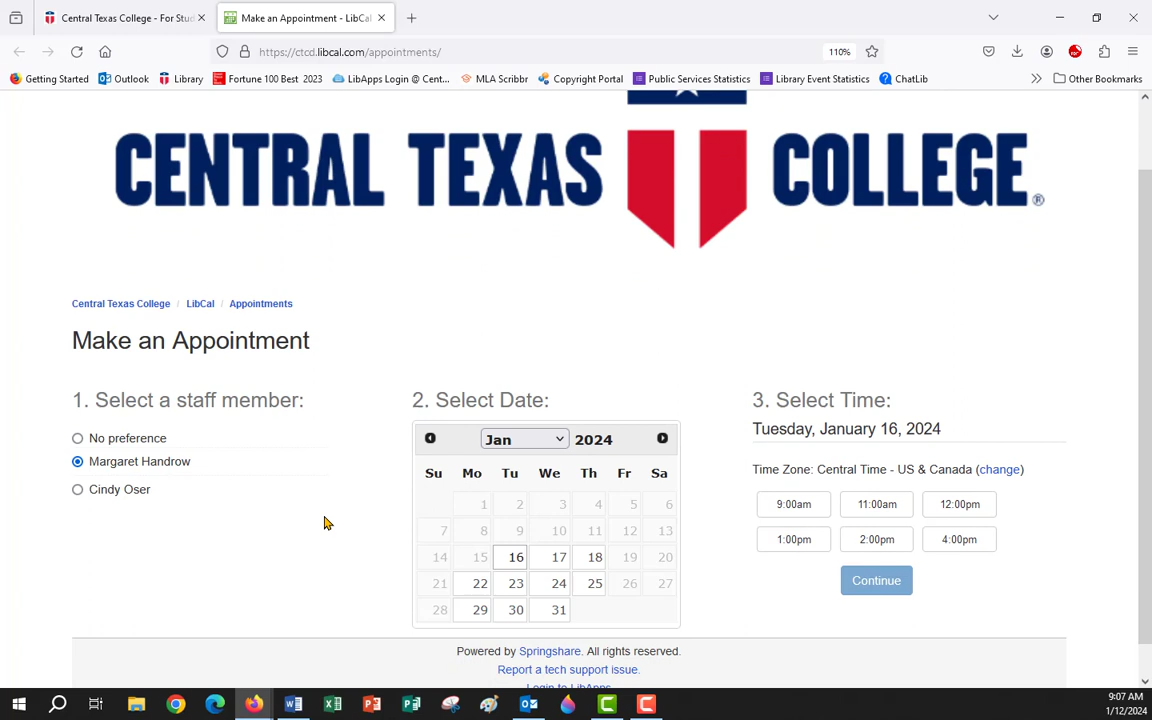 Central Texas College - For Stud
Make an Appointment - LibCal
https://ctcd.libcal.com/appointments/
110%
Getting Started
Outlook
Library
Fortune 100 Best 2023
LibApps Login @ Cent...
MLA Scribbr
Copyright Portal
Public Services Statistics
Library Event Statistics
ChatLib
Other Bookmarks
CENTRAL TEXAS COLLEGE®
Central Texas College / LibCal / Appointments
Make an Appointment
1. Select a staff member:
No preference
Margaret Handrow
Cindy Oser
2. Select Date:
Jan 2024
Su Mo Tu We Th Fr Sa
1 2 3 4 5 6
7 8 9 10 11 12 13
14 15 16 17 18 19 20
21 22 23 24 25 26 27
28 29 30 31
3. Select Time:
Tuesday, January 16, 2024
Time Zone: Central Time - US & Canada (change)
9:00am 11:00am 12:00pm
1:00pm 2:00pm 4:00pm
Continue
Powered by Springshare. All rights reserved.
Report a tech support issue.
Login to LibApps
9:07 AM
1/12/2024